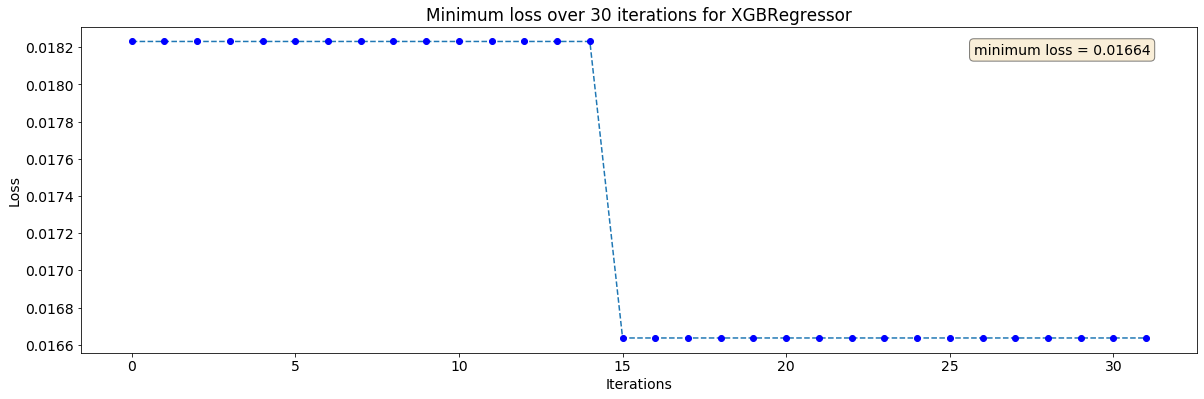 Minimum loss over 30 iterations for XGBRegressor
minimum loss = 0.01664
0.0182
0.0180
0.0178
0.0176
0.0174
0.0172
0.0170
0.0168
0.0166
Loss
0 5 10 15 20 25 30
Iterations